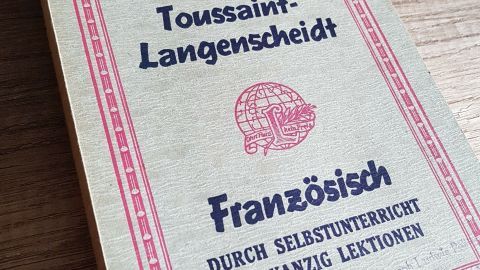 Toussaint-
Langenscheidt
Französisch
DURCH SELBSTUNTERRICHT
LEKTIONEN